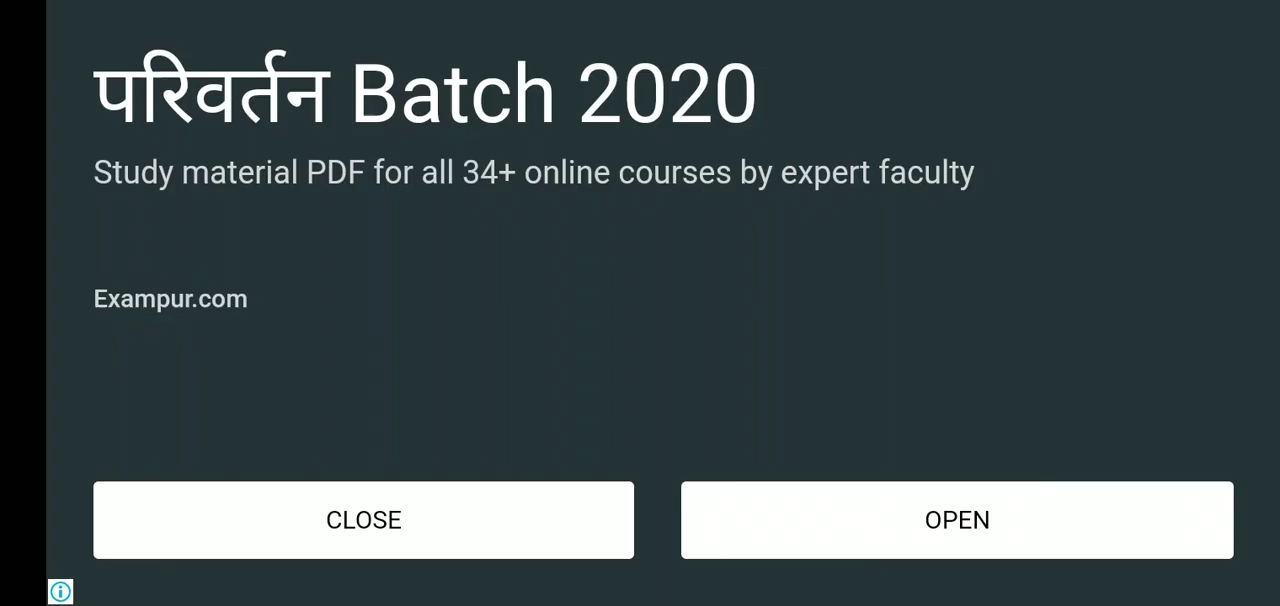 परिवर्तन Batch 2020
Study material PDF for all 34+ online courses by expert faculty
Exampur.com
CLOSE
OPEN